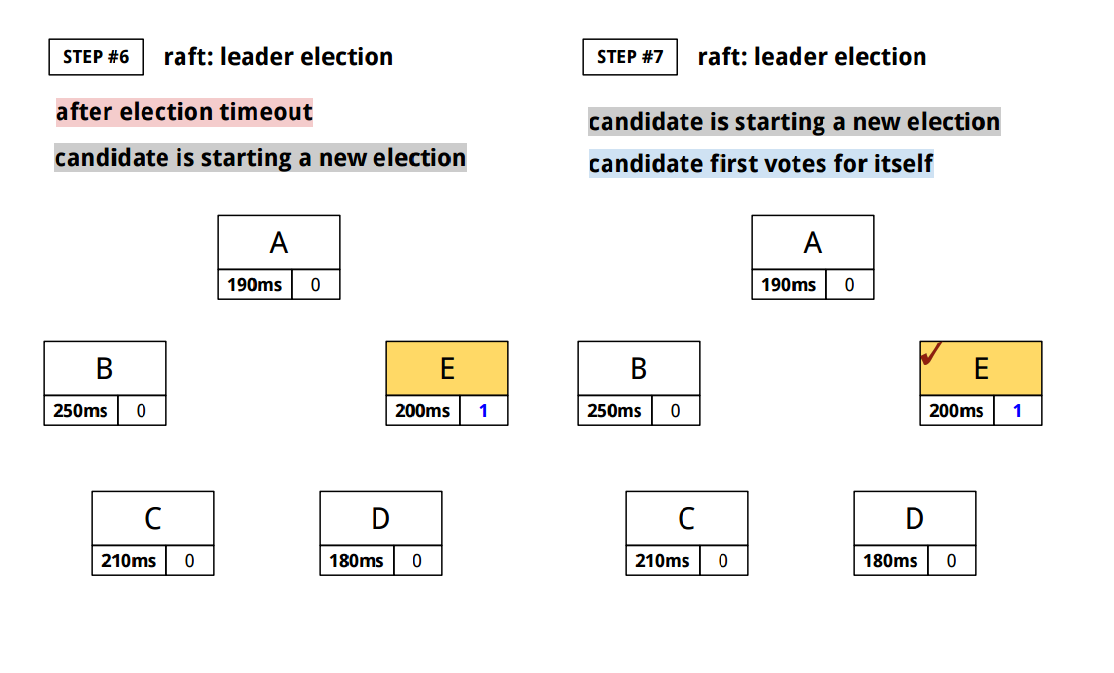 STEP #6 raft: leader election
after election timeout
candidate is starting a new election
A
190ms 0
B
250ms 0
E
200ms 1
C
210ms 0
D
180ms 0
STEP #7 raft: leader election
candidate is starting a new election
candidate first votes for itself
A
190ms 0
B
250ms 0
E
200ms 1
C
210ms 0
D
180ms 0